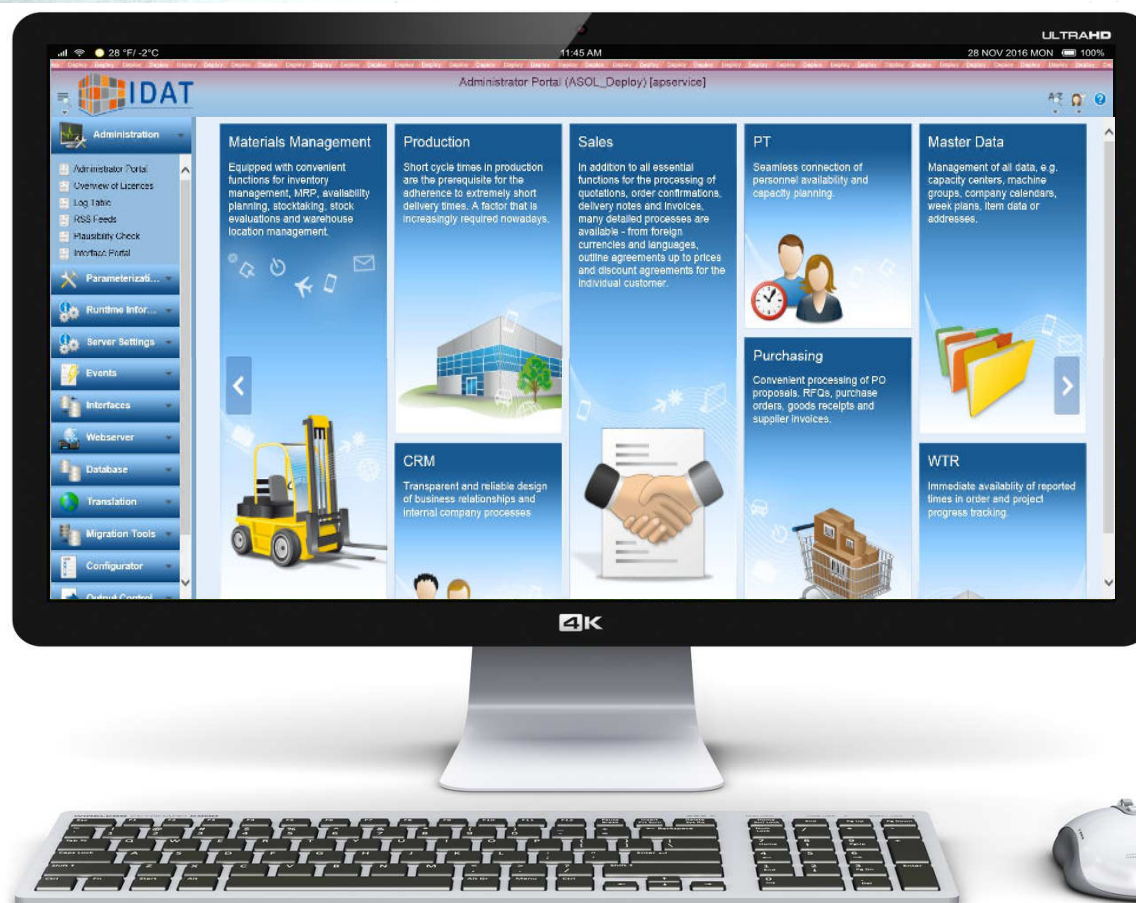 ULTRAHD
28 °F/ -2°C
11:45 AM
28 NOV 2016 MON
100%
IDAT
Administrator Portal (ASOL_Deploy) [apservice]
Administration
Administrator Portal
Overview of Licences
Log Table
RSS Feeds
Plausibility Check
Interface Portal
Parameterizati...
Runtime Infor...
Server Settings
Events
Interfaces
Webserver
Database
Translation
Migration Tools
Configurator
Output Control
Materials Management
Equipped with convenient
functions for inventory
management, MRP, availability
planning, stocktaking, stock
evaluations and warehouse
location management.
Production
Short cycle times in production
are the prerequisite for the
adherence to extremely short
delivery times. A factor that is
increasingly required nowadays.
CRM
Transparent and reliable design
of business relationships and
internal company processes
Sales
In addition to all essential
functions for the processing of
quotations, order confirmations,
delivery notes and invoices,
many detailed processes are
available - from foreign
currencies and languages,
outline agreements up to prices
and discount agreements for the
individual customer.
PT
Seamless connection of
personnel availability and
capacity planning.
Purchasing
Convenient processing of PO
proposals, RFQs, purchase
orders, goods receipts and
supplier invoices.
Master Data
Management of all data, e.g.
capacity centers, machine
groups, company calendars,
week plans, item data or
addresses.
WTR
Immediate availablity of reported
times in order and project
progress tracking.
4K